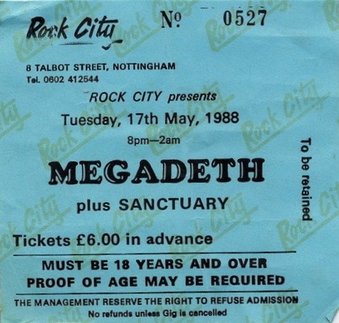 Rock City
Nº 0527
8 TALBOT STREET, NOTTINGHAM
Tel. 0602 412544
ROCK CITY presents
Tuesday, 17th May, 1988
8pm—2am
MEGADETH
plus SANCTUARY
Tickets £6.00 in advance
To be retained
MUST BE 18 YEARS AND OVER
PROOF OF AGE MAY BE REQUIRED
THE MANAGEMENT RESERVE THE RIGHT TO REFUSE ADMISSION
No refunds unless Gig is cancelled